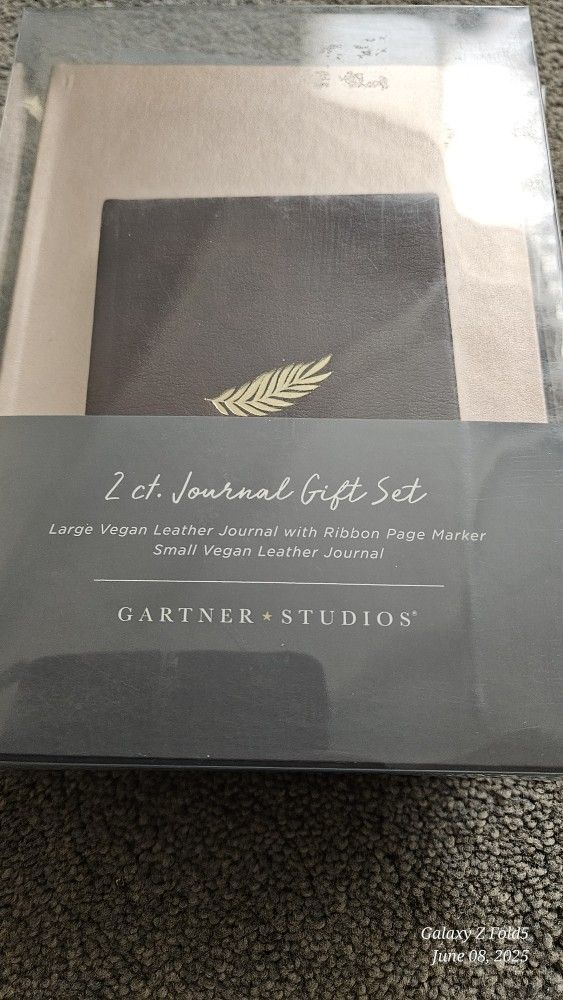 2 ct. Journal Gift Set
Large Vegan Leather Journal with Ribbon Page Marker
Small Vegan Leather Journal
GARTNER★STUDIOS®
Galaxy Z Fold5
June 08, 2025